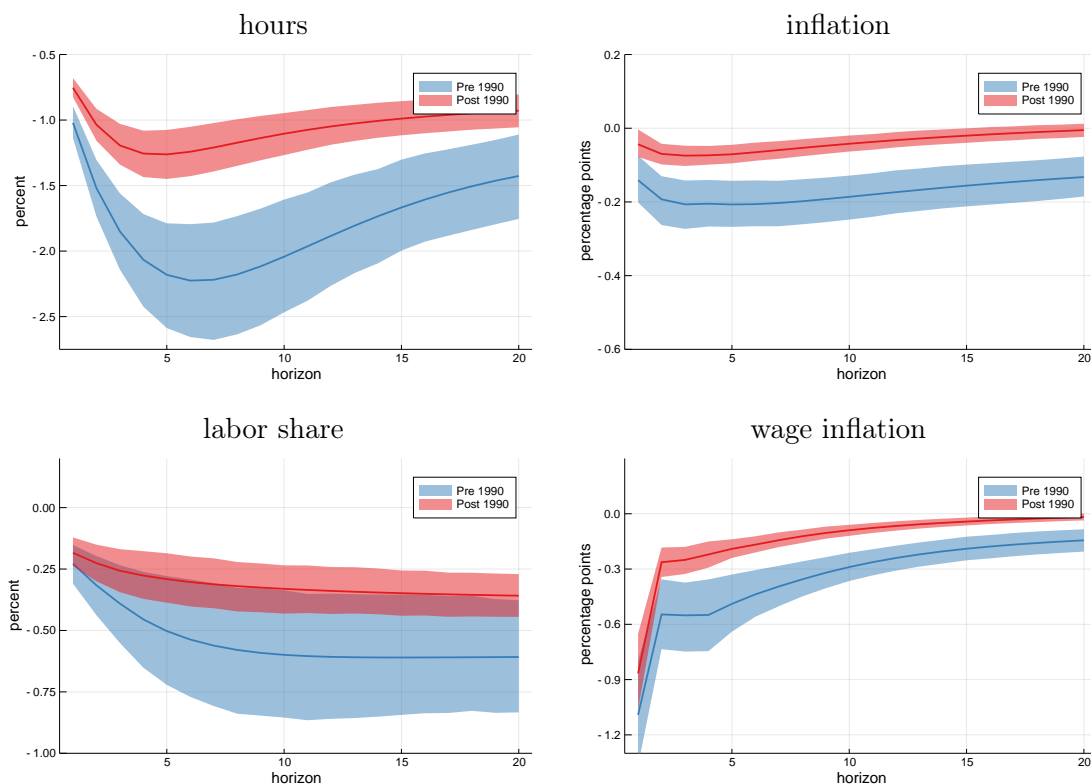 hours
- 0.5
- 1.0
- 1.5
- 2.0
- 2.5
percent
5
10
15
20
horizon
Pre 1990
Post 1990
inflation
0.2
0.0
- 0.2
- 0.4
- 0.6
percentage points
5
10
15
20
horizon
Pre 1990
Post 1990
labor share
0.00
- 0.25
- 0.50
- 0.75
- 1.00
percent
5
10
15
20
horizon
Pre 1990
Post 1990
wage inflation
0.0
- 0.3
- 0.6
- 0.9
- 1.2
percentage points
5
10
15
20
horizon
Pre 1990
Post 1990